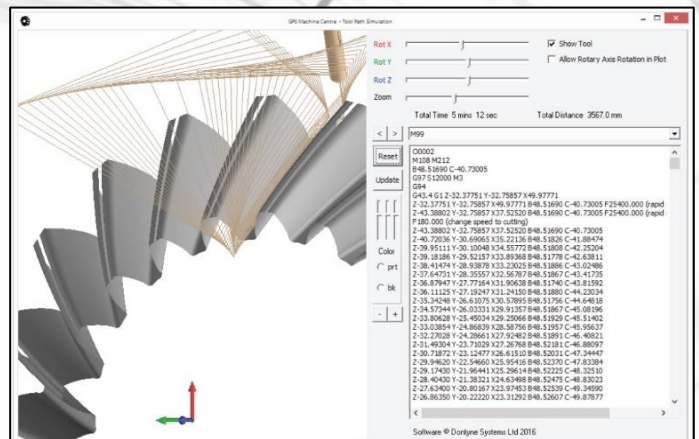 GPS Machine Centre - Tool Path Simulation
Rot X
Show Tool
Rot Y
Allow Rotary Axis Rotation in Plot
Rot Z
Zoom
Total Time 5 mins 12 sec Total Distance 3567.0 mm
< > M99
Reset
Update
Color
prt
bk
- +
O0002
M108 M212
B48.51690 C-40.73005
G97 S12000 M3
G94
G43.4 G1 Z-32.37751 Y-32.75857 X49.97771
Z-32.37751 Y-32.75857 X49.97771 B48.51690 C-40.73005 F25400.000 (rapid
Z-43.38802 Y-32.75857 X37.52520 B48.51690 C-40.73005 F25400.000 (rapid
F180.000 (change speed to cutting)
Z-43.38802 Y-32.75857 X37.52520 B48.51690 C-40.73005
Z-40.72036 Y-30.69065 X35.22136 B48.51816 C-41.88474
Z-39.95111 Y-30.10048 X34.55772 B48.51808 C-42.25204
Z-39.18186 Y-29.52157 X33.89368 B48.51778 C-42.63811
Z-38.41474 Y-28.93878 X33.23025 B48.51886 C-43.02486
Z-37.64731 Y-28.35557 X32.56787 B48.51867 C-43.41735
Z-36.87947 Y-27.77164 X31.90638 B48.51740 C-43.81592
Z-36.11125 Y-27.19247 X31.24150 B48.51880 C-44.23034
Z-35.34248 Y-26.61075 X30.57895 B48.51756 C-44.64818
Z-34.57344 Y-26.03331 X29.91357 B48.51867 C-45.08196
Z-33.80628 Y-25.45034 X29.25066 B48.51929 C-45.51402
Z-33.03854 Y-24.86839 X28.58756 B48.51957 C-45.95637
Z-32.27028 Y-24.28661 X27.92482 B48.51891 C-46.40821
Z-31.49304 Y-23.71029 X27.26768 B48.52181 C-46.88097
Z-30.71872 Y-23.12477 X26.61510 B48.52031 C-47.34447
Z-29.94620 Y-22.54660 X25.95416 B48.52370 C-47.83384
Z-29.17430 Y-21.96441 X25.29614 B48.52225 C-48.32510
Z-28.40430 Y-21.38321 X24.63498 B48.52475 C-48.83023
Z-27.63400 Y-20.80167 X23.97453 B48.52539 C-49.34590
Z-26.86350 Y-20.22220 X23.31292 B48.52607 C-49.87877
Software © Dontyne Systems Ltd 2016